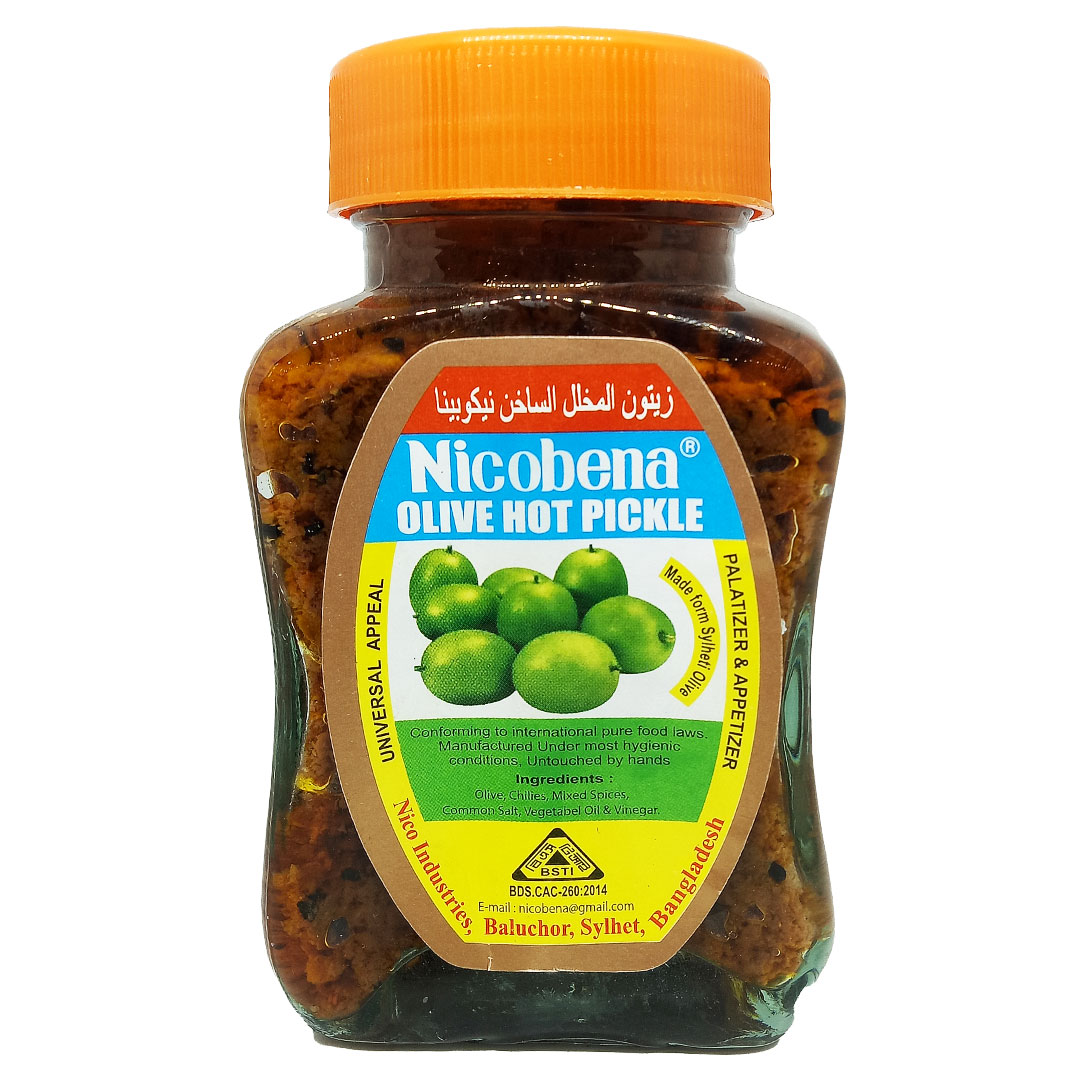 زيتون المخلل الساخن نيكوبينا
Nicobena®
OLIVE HOT PICKLE
UNIVERSAL APPEAL
Made form Sylheti Olive
PALATIZER & APPETIZER
Conforming to international pure food laws.
Manufactured Under most hygienic
conditions, Untouched by hands
Ingredients :
Olive, Chilies, Mixed Spices,
Common Salt, Vegetabel Oil & Vinegar.
BSTI
BDS.CAC-260:2014
E-mail : nicobena@gmail.com
Nico Industries, Baluchor, Sylhet, Bangladesh